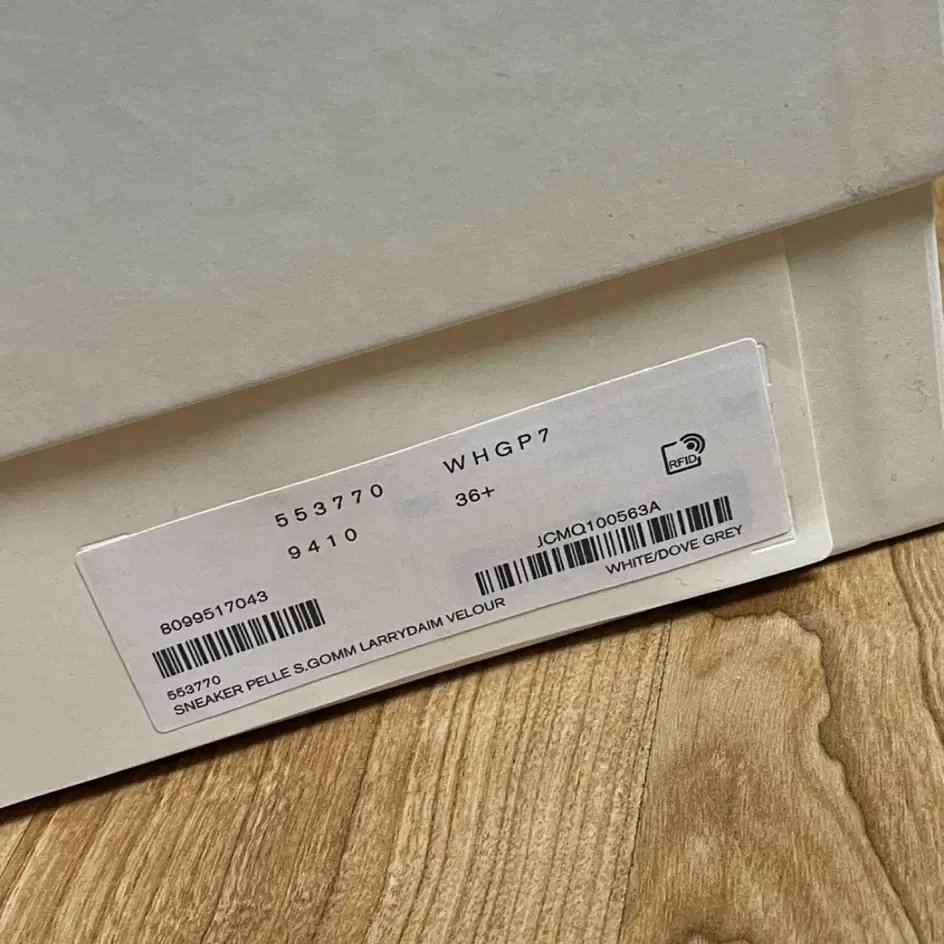 553770 WHGP7
9410 36+
RFID
8099517043
JCMQ100563A
WHITE/DOVE GREY
553770
SNEAKER PELLE S.GOMM LARRYDAIM VELOUR